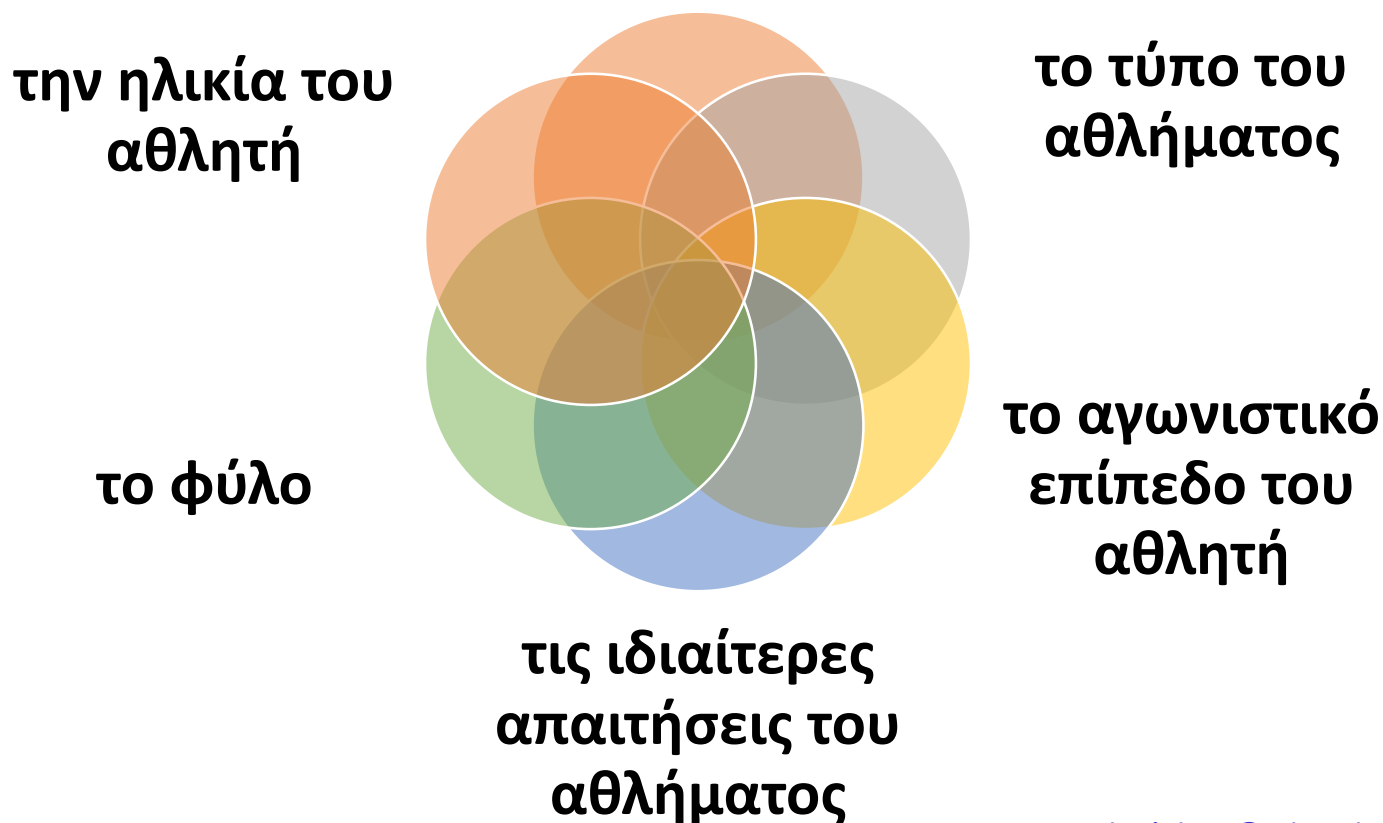 την ηλικία του
αθλητή
το τύπο του
αθλήματος
το αγωνιστικό
επίπεδο του
αθλητή
το φύλο
τις ιδιαίτερες
απαιτήσεις του
αθλήματος